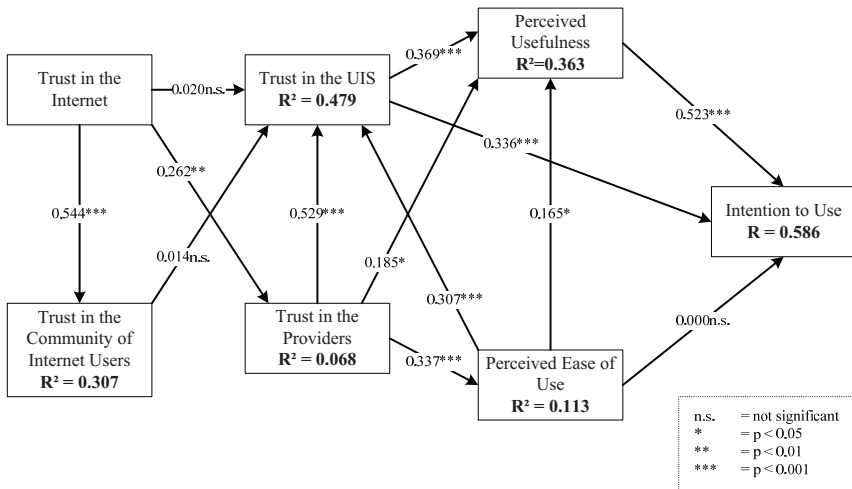 Trust in the
Internet
0.020n.s.
Trust in the UIS
R² = 0.479
0.369***
Perceived
Usefulness
R²=0.363
0.523***
0.262**
0.336***
0.544***
0.529***
0.165*
Intention to Use
R = 0.586
0.014n.s.
0.185*
0.307***
0.000n.s.
Trust in the
Community of
Internet Users
R² = 0.307
Trust in the
Providers
R² = 0.068
0.337***
Perceived Ease of
Use
R² = 0.113
n.s. = not significant
* = p < 0.05
** = p < 0.01
*** = p < 0.001